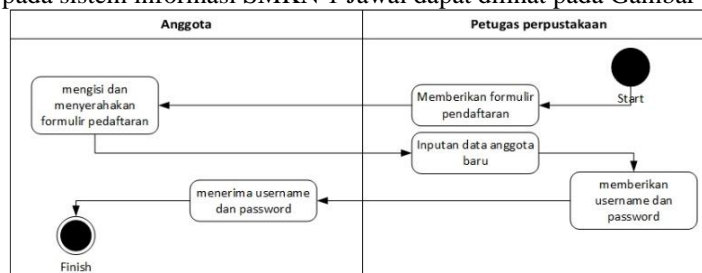 pada sistem informasi SMKN 1 Jawai dapat dilihat pada Gambar
Anggota
Petugas perpustakaan
Start
Memberikan formulir
pendaftaran
mengisi dan
menyerahakan
formulir pedaftaran
Inputan data anggota
baru
memberikan
username dan
password
menerima username
dan password
Finish